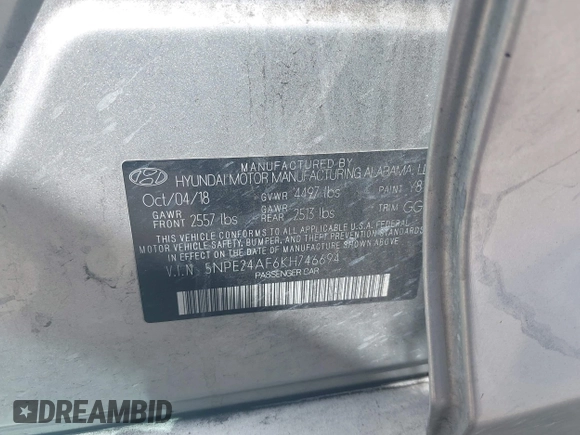 MANUFACTURED BY
HYUNDAI MOTOR MANUFACTURING ALABAMA, LL
Oct/04/18 GVWR 4497 lbs PAINT Y8
GAWR FRONT 2557 lbs GAWR REAR 2513 lbs TRIM GG
THIS VEHICLE CONFORMS TO ALL APPLICABLE U.S.A. FEDERAL
MOTOR VEHICLE SAFETY, BUMPER, AND THEFT PREVENTION STANDARDS
IN EFFECT ON THE DATE OF MANUFACTURE SHOWN ABOVE.
V.I.N. 5NPE24AF6KH746694
PASSENGER CAR
DREAMBID